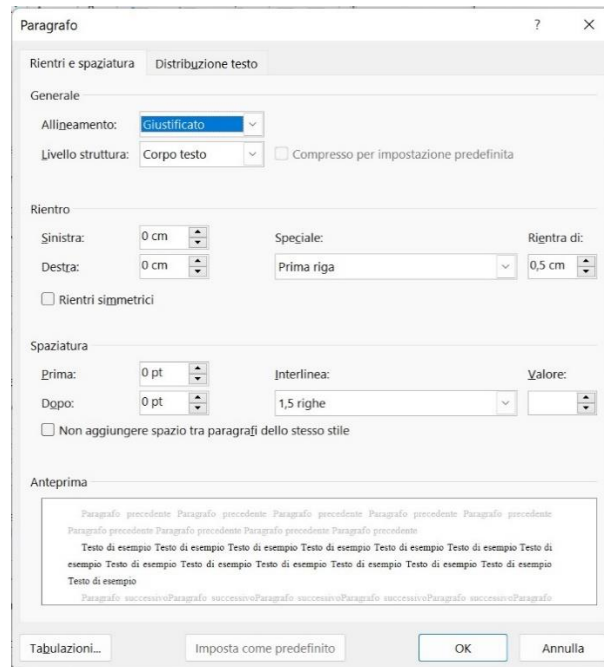 Paragrafo ? ×
Rientri e spaziatura Distribuzione testo
Generale
Allineamento: Giustificato
Livello struttura: Corpo testo Compresso per impostazione predefinita
Rientro
Sinistra: 0 cm Speciale: Rientra di:
Destra: 0 cm Prima riga 0,5 cm
Rientri simmetrici
Spaziatura
Prima: 0 pt Interlinea: Valore:
Dopo: 0 pt 1,5 righe
Non aggiungere spazio tra paragrafi dello stesso stile
Anteprima
Paragrafo precedente Paragrafo precedente Paragrafo precedente Paragrafo precedente Paragrafo precedente
Paragrafo precedente Paragrafo precedente Paragrafo precedente Paragrafo precedente
Testo di esempio Testo di esempio Testo di esempio Testo di esempio Testo di esempio Testo di esempio Testo di
esempio Testo di esempio Testo di esempio Testo di esempio Testo di esempio Testo di esempio Testo di esempio
Testo di esempio
Paragrafo successivoParagrafo successivoParagrafo successivoParagrafo successivoParagrafo successivoParagrafo
Tabulazioni... Imposta come predefinito OK Annulla